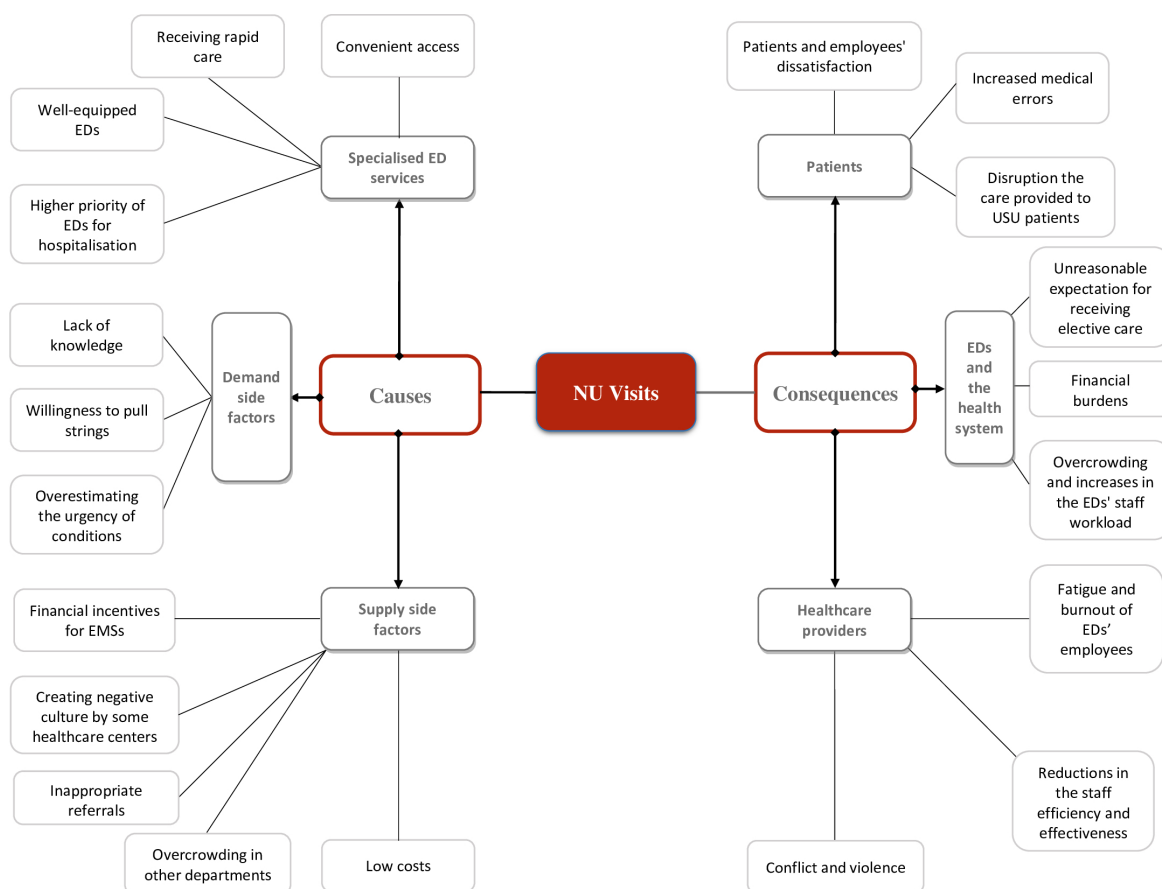 Receiving rapid
care
Convenient access
Well-equipped
EDs
Specialised ED
services
Higher priority of
EDs for
hospitalisation
Lack of
knowledge
Demand
side
factors
Willingness to pull
strings
Overestimating
the urgency of
conditions
Causes
NU Visits
Consequences
Financial incentives
for EMSs
Supply side
factors
Creating negative
culture by some
healthcare centers
Inappropriate
referrals
Overcrowding in
other departments
Low costs
Patients and employees'
dissatisfaction
Increased medical
errors
Patients
Disruption the
care provided to
USU patients
Unreasonable
expectation for
receiving
elective care
EDs
and
the
health
system
Financial
burdens
Overcrowding
and increases in
the EDs' staff
workload
Healthcare
providers
Fatigue and
burnout of
EDs’
employees
Reductions in
the staff
efficiency and
effectiveness
Conflict and violence